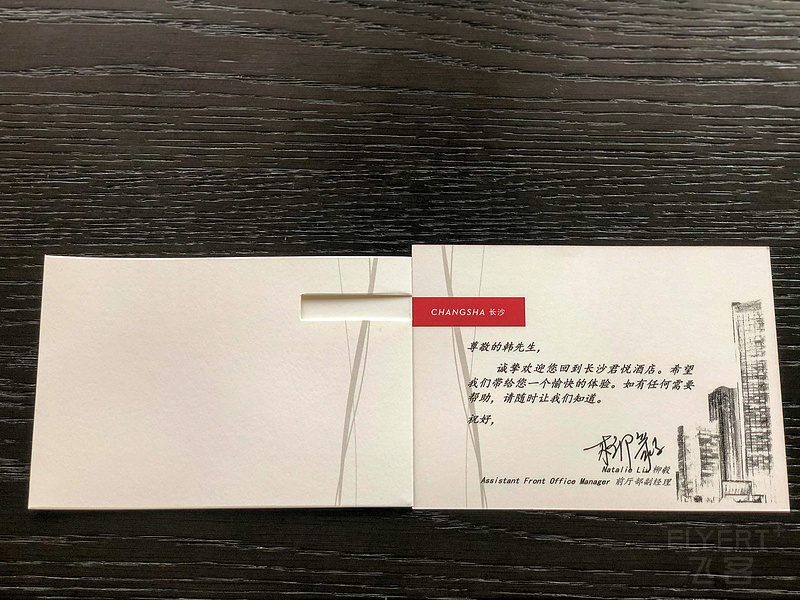 CHANGSHA 长沙
尊敬的韩先生，
诚挚欢迎您回到长沙君悦酒店。希望
我们带给您一个愉快的体验。如有任何需要
帮助，请随时让我们知道。
祝好，
Natalie 柳毅
Assistant Front Office Manager 前厅部副经理
FLYERT+
飞客